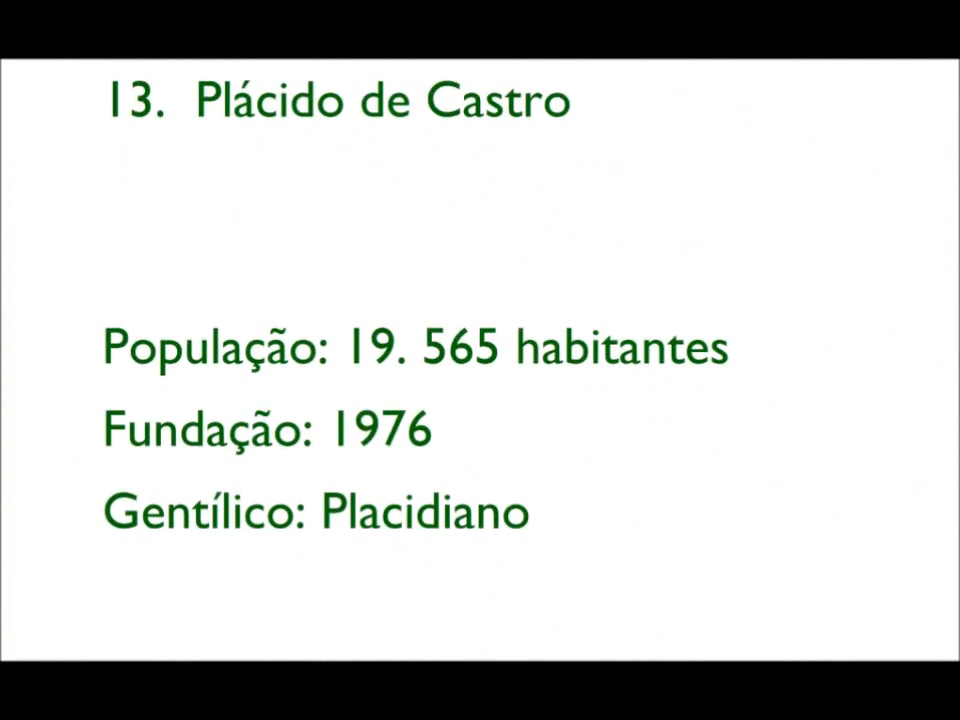 13. Plácido de Castro
População: 19. 565 habitantes
Fundação: 1976
Gentílico: Placidiano